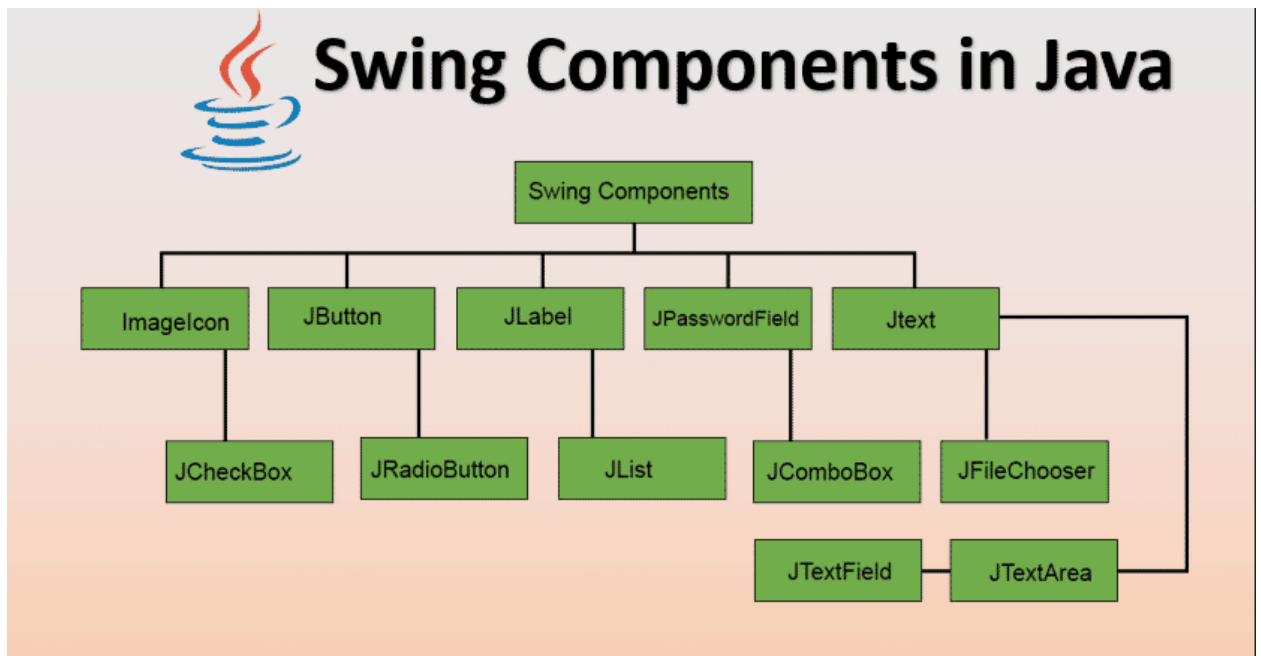 Swing Components in Java
Swing Components
ImageIcon
JButton
JLabel
JPasswordField
Jtext
JCheckBox
JRadioButton
JList
JComboBox
JFileChooser
JTextField
JTextArea